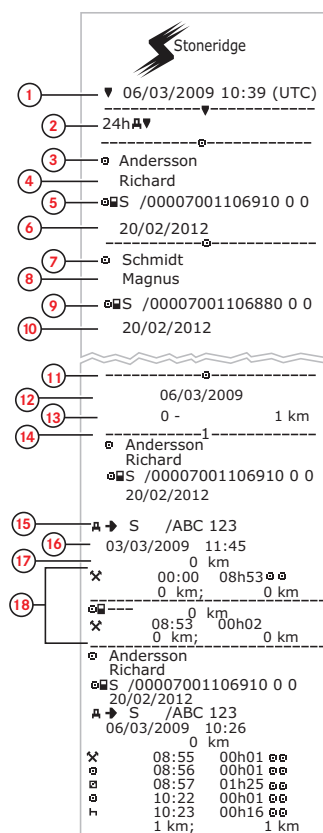 Stoneridge
1 ▼ 06/03/2009 10:39 (UTC)
2 24h▼
3 Andersson
4 Richard
5 S /00007001106910 0 0
6 20/02/2012
7 Schmidt
8 Magnus
9 S /00007001106880 0 0
10 20/02/2012
11
12 06/03/2009
13 0 - 1 km
14 1
Andersson
Richard
S /00007001106910 0 0
20/02/2012
15 S /ABC 123
16 03/03/2009 11:45
17 0 km
18 00:00 08h53
0 km; 0 km
---
0 km
08:53 00h02
0 km; 0 km
Andersson
Richard
S /00007001106910 0 0
20/02/2012
S /ABC 123
06/03/2009 10:26
0 km
08:55 00h01
08:56 00h01
08:57 01h25
10:22 00h01
10:23 00h16
1 km; 1 km